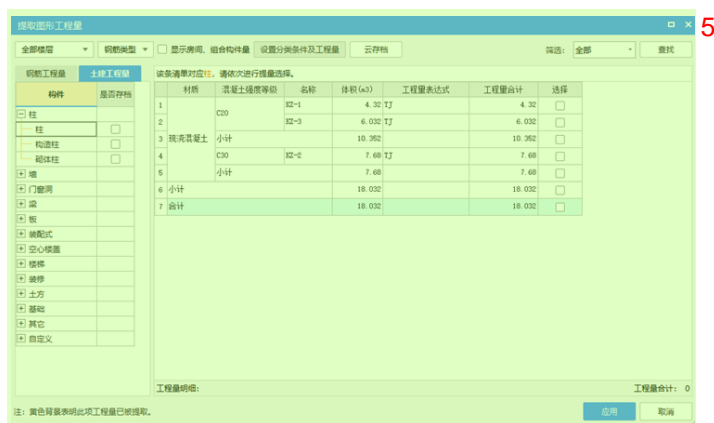 提取图形工程量
5
全部楼层 钢筋类型 显示房间、组合构件量 设置分类条件及工程量 云存档 筛选: 全部 查找
钢筋工程量 土建工程量 该条清单对应柱，请依次进行提量选择。
构件 是否存档
柱
柱
构造柱
砌体柱
墙
门窗洞
梁
板
装配式
空心楼盖
楼梯
装修
土方
基础
其它
自定义
材质 混凝土强度等级 名称 体积(m3) 工程量表达式 工程量合计 选择
1 现浇混凝土 C20 KZ-1 4.32 TJ 4.32
2 KZ-3 6.032 TJ 6.032
3 小计 10.352 10.352
4 C30 KZ-2 7.68 TJ 7.68
5 小计 7.68 7.68
6 小计 18.032 18.032
7 合计 18.032 18.032
工程量明细: 工程量合计: 0
注: 黄色背景表明此项工程量已被提取。 应用 取消